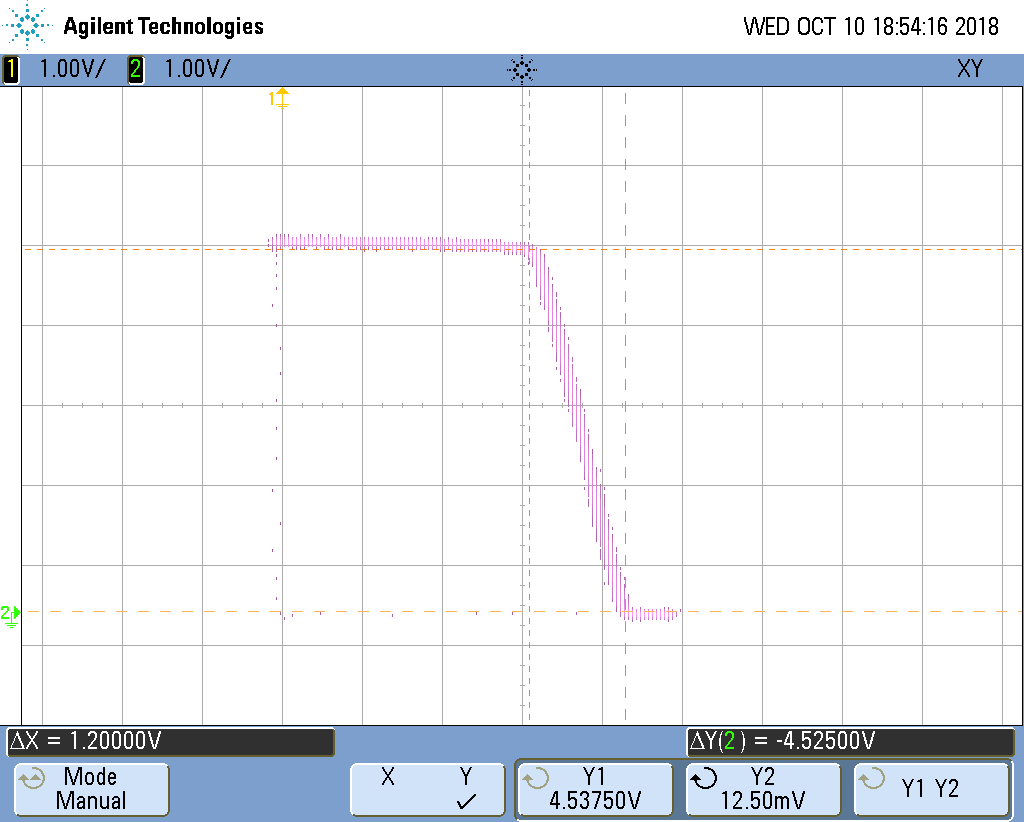 Agilent Technologies
WED OCT 10 18:54:16 2018
1 1.00V/ 2 1.00V/ XY
1
2
ΔX = 1.20000V
ΔY(2) = -4.52500V
Mode
Manual
X Y
✓
Y1
4.53750V
Y2
12.50mV
Y1 Y2